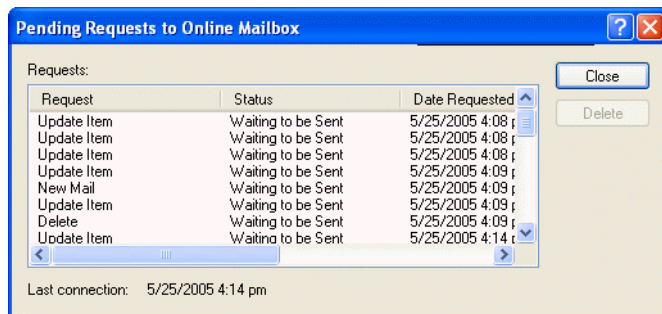 Pending Requests to Online Mailbox
Requests:
Close
Request Status Date Requested
Delete
Update Item Waiting to be Sent 5/25/2005 4:08 p
Update Item Waiting to be Sent 5/25/2005 4:08 p
Update Item Waiting to be Sent 5/25/2005 4:08 p
Update Item Waiting to be Sent 5/25/2005 4:09 p
New Mail Waiting to be Sent 5/25/2005 4:09 p
Update Item Waiting to be Sent 5/25/2005 4:09 p
Delete Waiting to be Sent 5/25/2005 4:09 p
Update Item Waiting to be Sent 5/25/2005 4:14 p
Last connection: 5/25/2005 4:14 pm